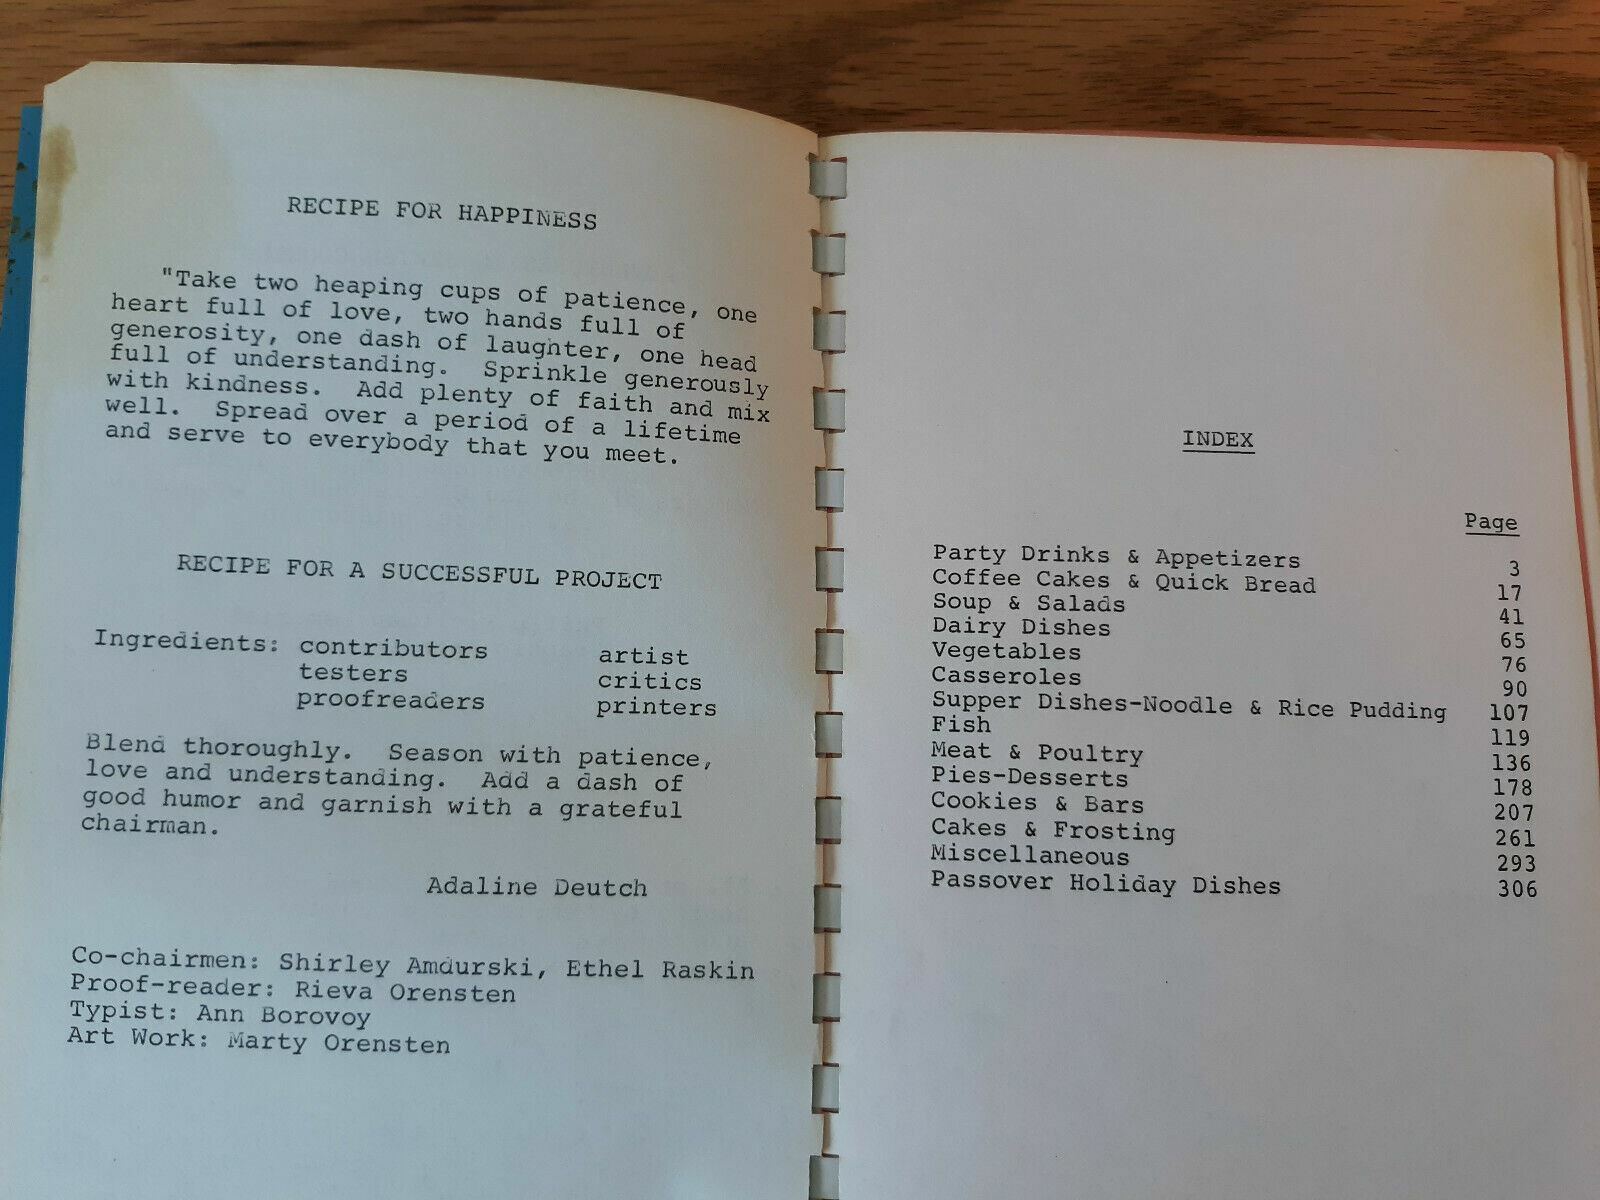 RECIPE FOR HAPPINESS
"Take two heaping cups of patience, one
heart full of love, two hands full of
generosity, one dash of laughter, one head
full of understanding. Sprinkle generously
with kindness. Add plenty of faith and mix
well. Spread over a period of a lifetime
and serve to everybody that you meet.
RECIPE FOR A SUCCESSFUL PROJECT
Ingredients: contributors artist
testers critics
proofreaders printers
Blend thoroughly. Season with patience,
love and understanding. Add a dash of
good humor and garnish with a grateful
chairman.
Adaline Deutch
Co-chairmen: Shirley Amdurski, Ethel Raskin
Proof-reader: Rieva Orensten
Typist: Ann Borovoy
Art Work: Marty Orensten
INDEX
Page
Party Drinks & Appetizers 3
Coffee Cakes & Quick Bread 17
Soup & Salads 41
Dairy Dishes 65
Vegetables 76
Casseroles 90
Supper Dishes-Noodle & Rice Pudding 107
Fish 119
Meat & Poultry 136
Pies-Desserts 178
Cookies & Bars 207
Cakes & Frosting 261
Miscellaneous 293
Passover Holiday Dishes 306